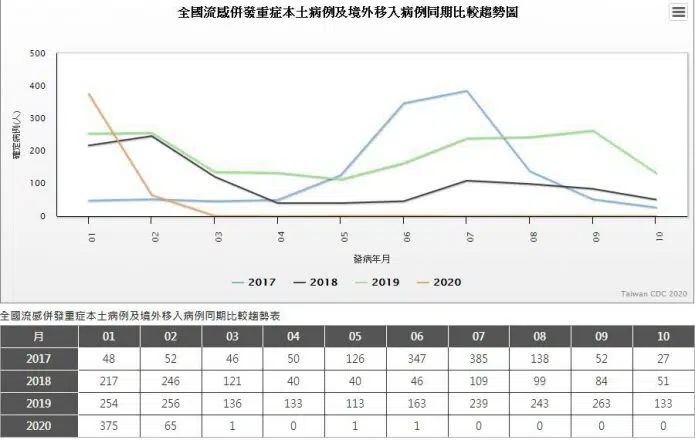 全國流感併發重症本土病例及境外移入病例同期比較趨勢圖
500
400
300
200
100
0
確定病例(人)
01 02 03 04 05 06 07 08 09 10
發病年月
2017 2018 2019 2020
Taiwan CDC 2020
全國流感併發重症本土病例及境外移入病例同期比較趨勢表
月 01 02 03 04 05 06 07 08 09 10
2017 48 52 46 50 126 347 385 138 52 27
2018 217 246 121 40 40 46 109 99 84 51
2019 254 256 136 133 113 163 239 243 263 133
2020 375 65 1 0 1 1 0 0 0 0